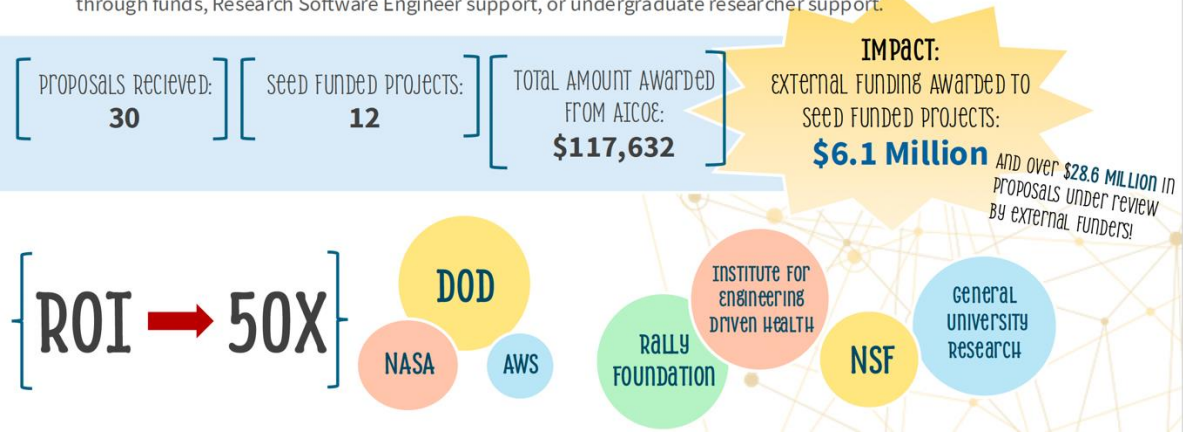 through funds, Research Software Engineer support, or undergraduate researcher support.
PROPOSALS RECIEVED:
30
SEED FUNDED PROJECTS:
12
TOTAL AMOUNT AWARDED
FROM AICOE:
$117,632
IMPACT:
EXTERNAL FUNDING AWARDED TO
SEED FUNDED PROJECTS:
$6.1 Million
AND OVER $28.6 MILLION IN
PROPOSALS UNDER REVIEW
BY EXTERNAL FUNDERS!
ROI 50X
DOD
NASA
AWS
RALLY
FOUNDATION
INSTITUTE FOR
ENGINEERING
DRIVEN HEALTH
NSF
GENERAL
UNIVERSITY
RESEARCH